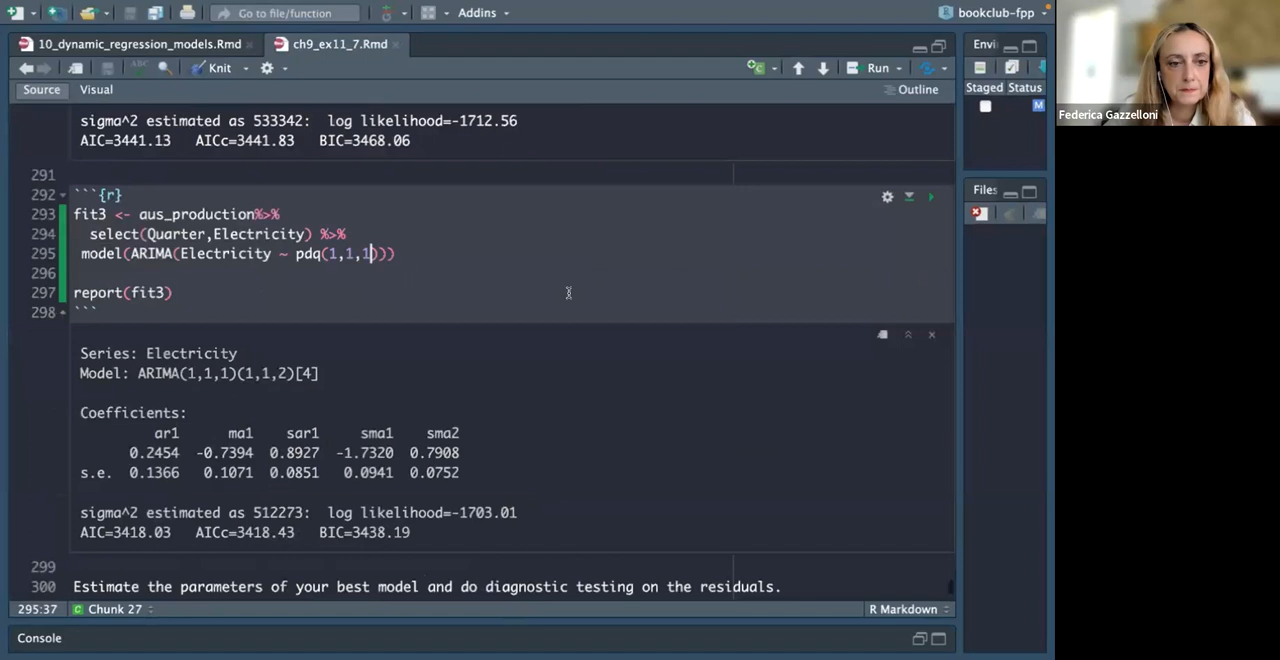 Go to file/function
Addins
bookclub-fpp
10_dynamic_regression_models.Rmd
ch9_ex11_7.Rmd
ABC
Knit
Run
Source
Visual
Outline
sigma^2 estimated as 533342:  log likelihood=-1712.56
AIC=3441.13   AICc=3441.83   BIC=3468.06
291
292 ```{r}
293 fit3 <- aus_production%>%
294   select(Quarter,Electricity) %>%
295  model(ARIMA(Electricity ~ pdq(1,1,1)))
296
297 report(fit3)
298 ```
Series: Electricity
Model: ARIMA(1,1,1)(1,1,2)[4]
Coefficients:
ar1 ma1 sar1 sma1 sma2
0.2454 -0.7394 0.8927 -1.7320 0.7908
s.e. 0.1366 0.1071 0.0851 0.0941 0.0752
sigma^2 estimated as 512273:  log likelihood=-1703.01
AIC=3418.03   AICc=3418.43   BIC=3438.19
299
300 Estimate the parameters of your best model and do diagnostic testing on the residuals.
295:37
C Chunk 27
R Markdown
Console
Envi
Staged Status
M
Files
Federica Gazzelloni